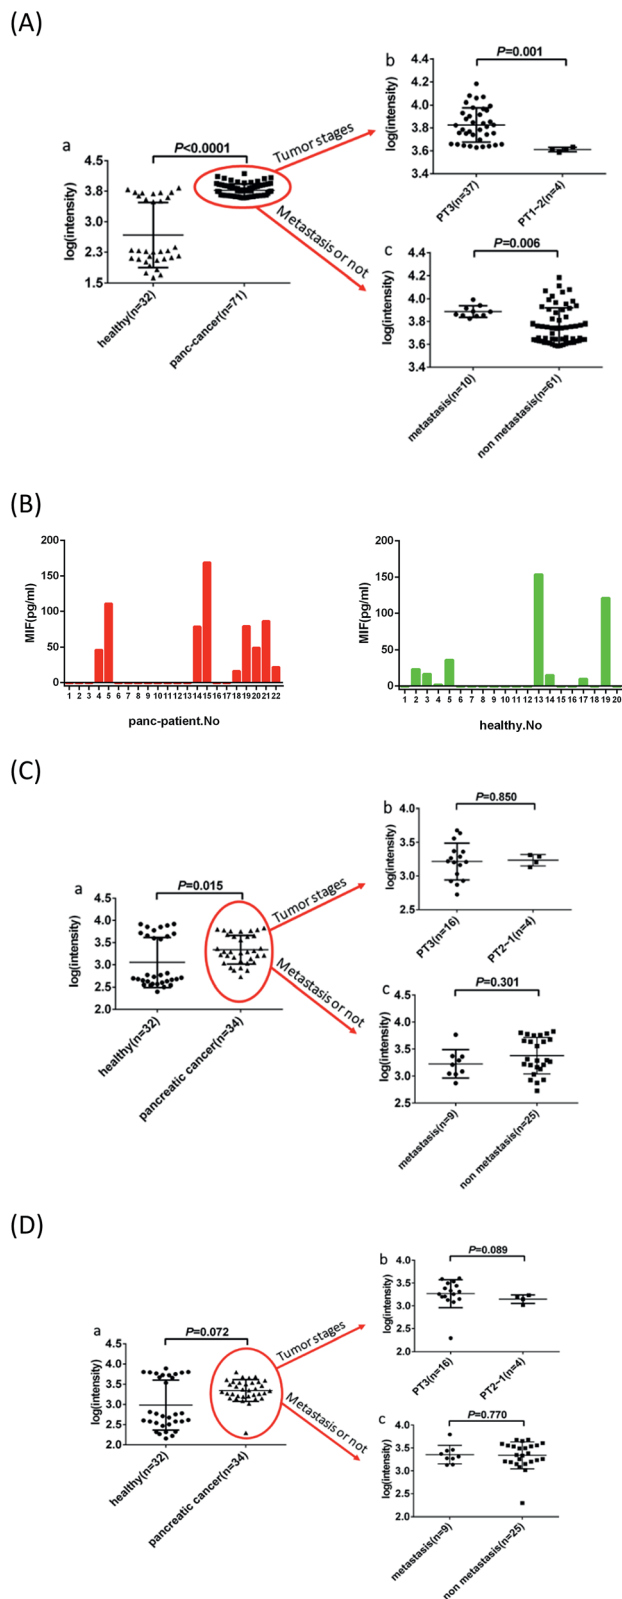 (A)
b
P=0.001
log(intensity)
4.4
4.2
4.0
3.8
3.6
3.4
PT3(n=37)
PT1~2(n=4)
Tumor stages
a
P<0.0001
log(intensity)
4.5
3.8
3.0
2.3
1.5
healthy(n=32)
panc-cancer(n=71)
Metastasis or not
c
P=0.006
log(intensity)
4.4
4.2
4.0
3.8
3.6
3.4
metastasis(n=10)
non metastasis(n=61)
(B)
MIF(pg/ml)
200
150
100
50
0
1 2 3 4 5 6 7 8 9 10 11 12 13 14 15 16 17 18 19 20 21 22
panc-patient.No
MIF(pg/ml)
200
150
100
50
0
1 2 3 4 5 6 7 8 9 10 11 12 13 14 15 16 17 18 19 20
healthy.No
(C)
b
P=0.850
log(intensity)
4.0
3.5
3.0
2.5
PT3(n=16)
PT2~1(n=4)
Tumor stages
a
P=0.015
log(intensity)
4.5
4.0
3.5
3.0
2.5
2.0
healthy(n=32)
pancreatic cancer(n=34)
Metastasis or not
c
P=0.301
log(intensity)
4.5
4.0
3.5
3.0
2.5
metastasis(n=9)
non metastasis(n=25)
(D)
b
P=0.089
log(intensity)
4.0
3.5
3.0
2.5
2.0
PT3(n=16)
PT2~1(n=4)
Tumor stages
a
P=0.072
log(intensity)
4.5
4.0
3.5
3.0
2.5
2.0
healthy(n=32)
pancreatic cancer(n=34)
Metastasis or not
c
P=0.770
log(intensity)
4.0
3.5
3.0
2.5
2.0
metastasis(n=9)
non metastasis(n=25)